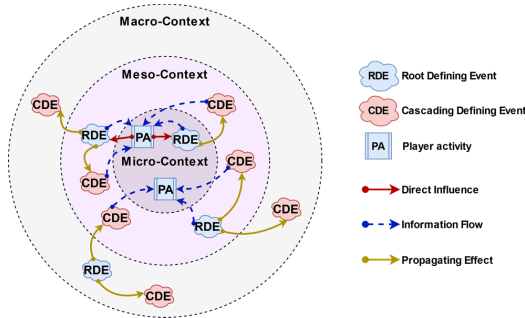 Macro-Context
Meso-Context
CDE
CDE
RDE
PA
RDE
Micro-Context
CDE
CDE
PA
CDE
CDE
RDE
RDE
CDE
RDE
Root Defining Event
CDE
Cascading Defining Event
PA
Player activity
Direct Influence
Information Flow
Propagating Effect